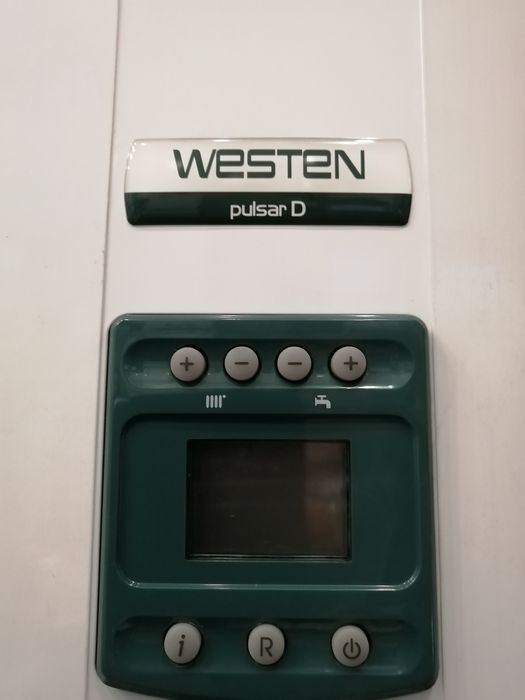 WESTEN
pulsar D
+ − − +
i R